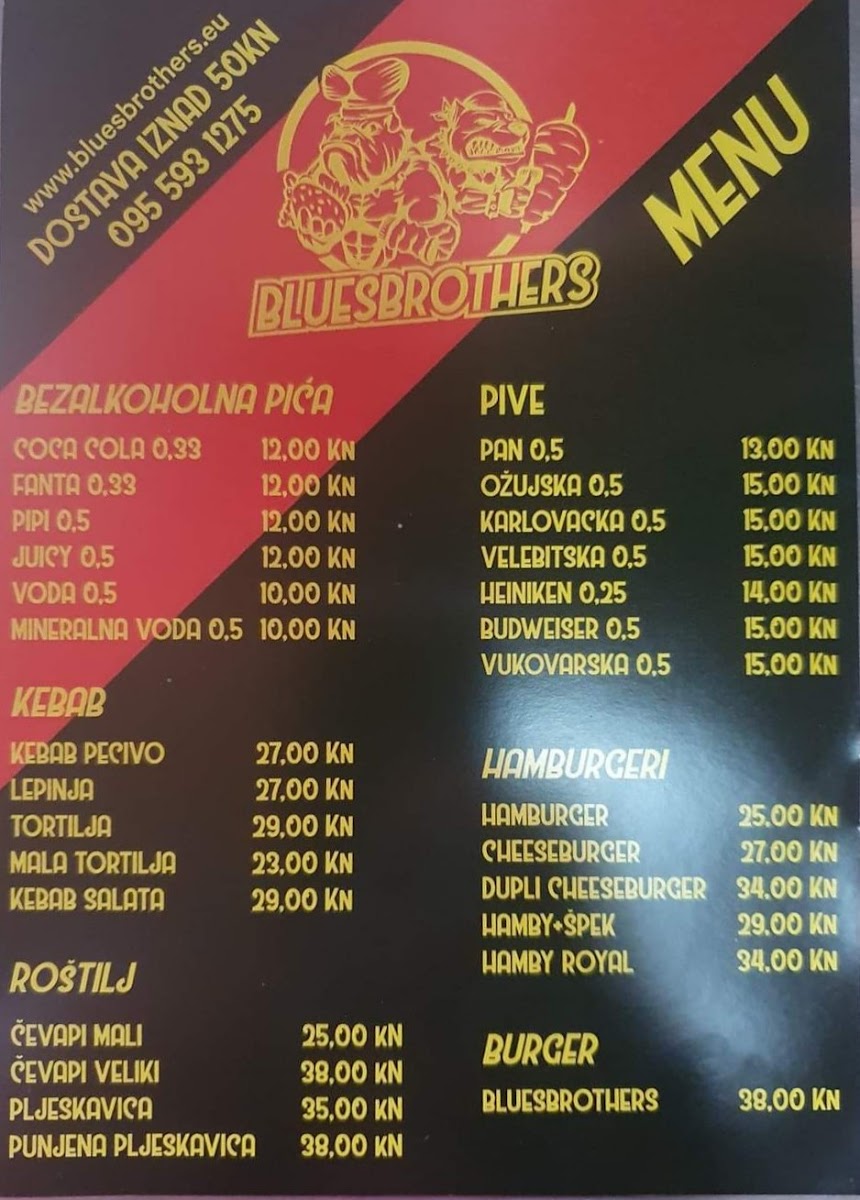 www.bluesbrothers.eu
DOSTAVA IZNAD 50KN
095 593 1275
MENU
BLUESBROTHERS
BEZALKOHOLNA PIĆA
COCA COLA 0,33 12,00 KN
FANTA 0,33 12,00 KN
PIPI 0,5 12,00 KN
JUICY 0,5 12,00 KN
VODA 0,5 10,00 KN
MINERALNA VODA 0,5 10,00 KN
KEBAB
KEBAB PECIVO 27,00 KN
LEPINJA 27,00 KN
TORTILJA 29,00 KN
MALA TORTILJA 23,00 KN
KEBAB SALATA 29,00 KN
ROŠTILJ
ČEVAPI MALI 25,00 KN
ČEVAPI VELIKI 38,00 KN
PLJESKAVICA 35,00 KN
PUNJENA PLJESKAVICA 38,00 KN
PIVE
PAN 0,5 13,00 KN
OŽUJSKA 0,5 15,00 KN
KARLOVACKA 0,5 15,00 KN
VELEBITSKA 0,5 15,00 KN
HEINIKEN 0,25 14,00 KN
BUDWEISER 0,5 15,00 KN
VUKOVARSKA 0,5 15,00 KN
HAMBURGERI
HAMBURGER 25,00 KN
CHEESEBURGER 27,00 KN
DUPLI CHEESEBURGER 34,00 KN
HAMBY+ŠPEK 29,00 KN
HAMBY ROYAL 34,00 KN
BURGER
BLUESBROTHERS 38,00 KN